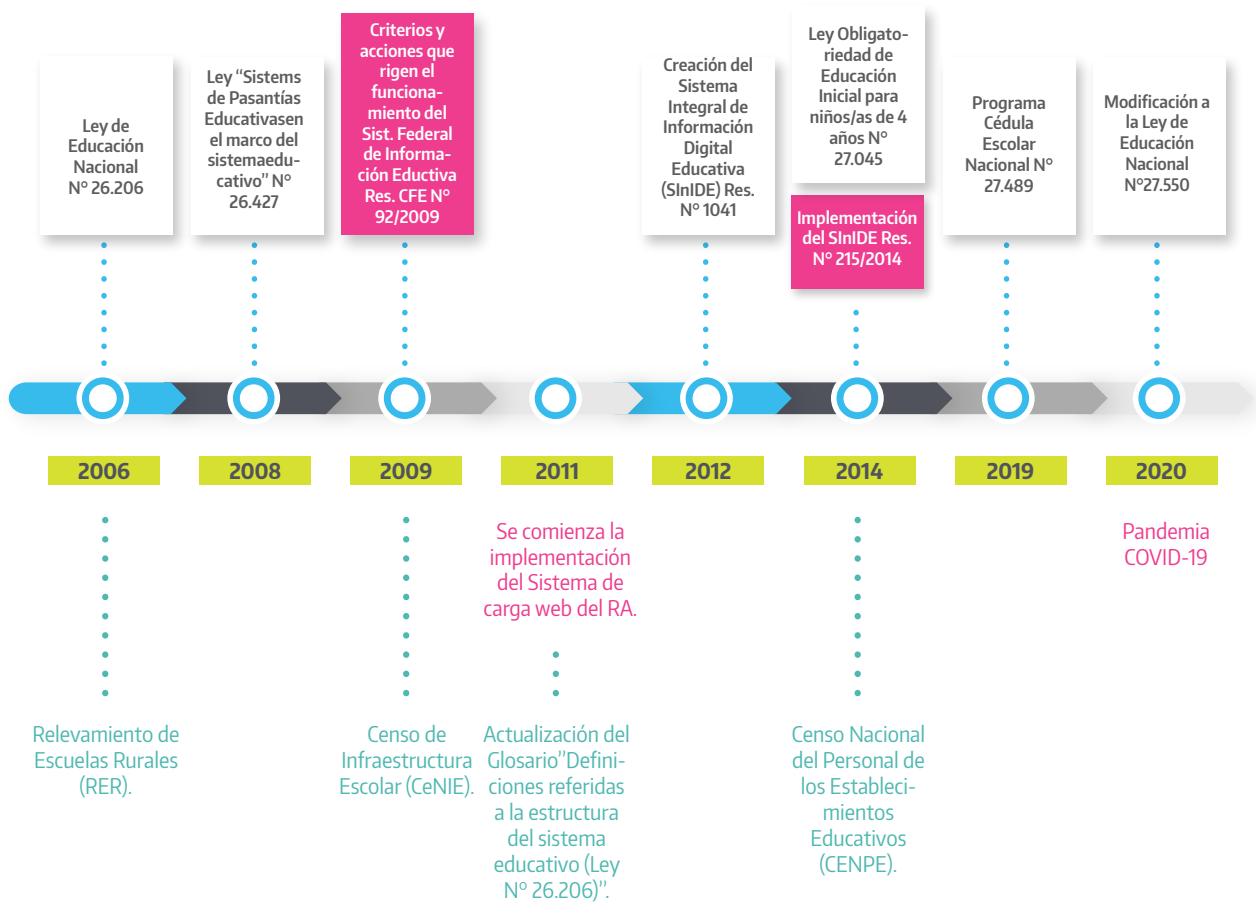 Ley de
Educación
Nacional
N° 26.206
Ley “Sistems
de Pasantías
Educativasen
el marco del
sistemaedu-
cativo” N°
26.427
Criterios y
acciones que
rigen el
funciona-
miento del
Sist. Federal
de Informa-
ción Eductiva
Res. CFE N°
92/2009
Creación del
Sistema
Integral de
Información
Digital
Educativa
(SInIDE) Res.
N° 1041
Ley Obligato-
riedad de
Educación
Inicial para
niños/as de 4
años N°
27.045
Implementación
del SInIDE Res.
N° 215/2014
Programa
Cédula
Escolar
Nacional N°
27.489
Modificación a
la Ley de
Educación
Nacional
N°27.550
2006
2008
2009
2011
2012
2014
2019
2020
Se comienza la
implementación
del Sistema de
carga web del RA.
Pandemia
COVID-19
Relevamiento de
Escuelas Rurales
(RER).
Censo de
Infraestructura
Escolar (CeNIE).
Actualización del
Glosario”Defini-
ciones referidas
a la estructura
del sistema
educativo (Ley
N° 26.206)”.
Censo Nacional
del Personal de
los Estableci-
mientos
Educativos
(CENPE).